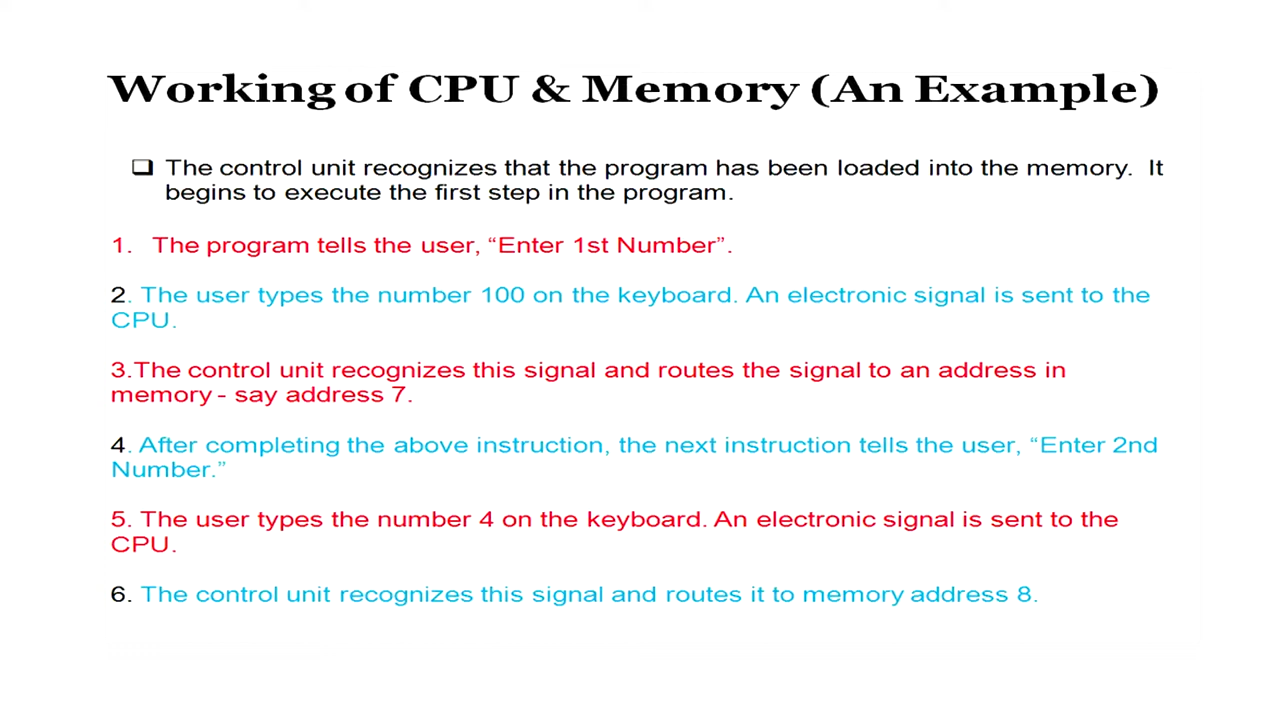 Working of CPU & Memory (An Example)
❑ The control unit recognizes that the program has been loaded into the memory. It
begins to execute the first step in the program.
1. The program tells the user, “Enter 1st Number”.
2. The user types the number 100 on the keyboard. An electronic signal is sent to the
CPU.
3.The control unit recognizes this signal and routes the signal to an address in
memory - say address 7.
4. After completing the above instruction, the next instruction tells the user, “Enter 2nd
Number.”
5. The user types the number 4 on the keyboard. An electronic signal is sent to the
CPU.
6. The control unit recognizes this signal and routes it to memory address 8.